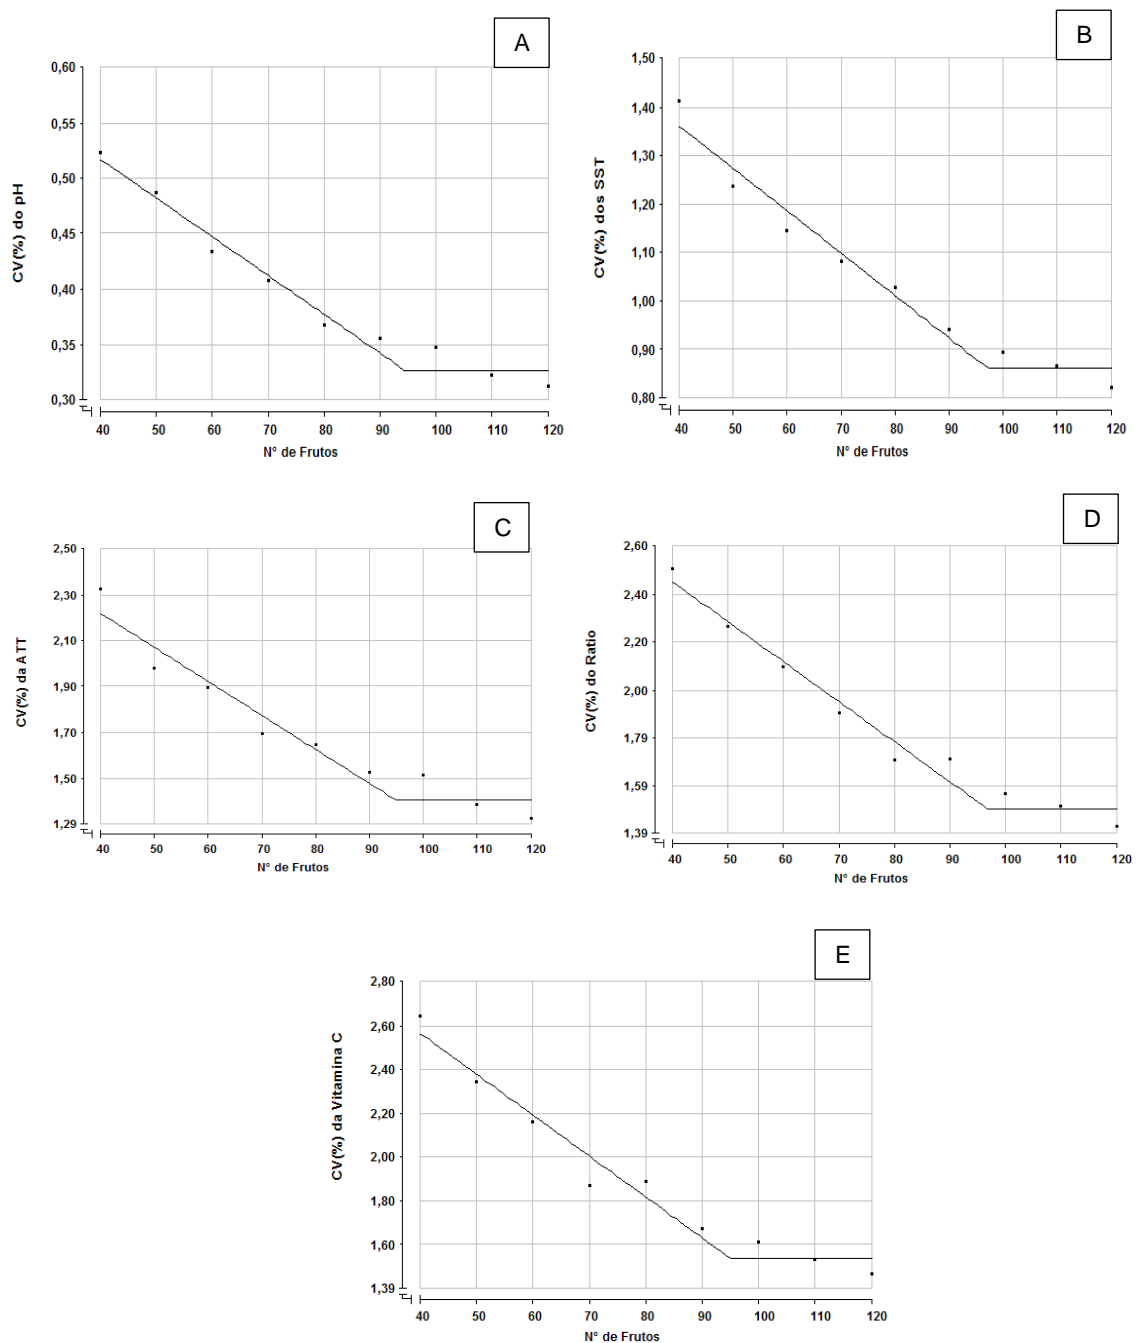 A
0,60
0,55
0,50
0,45
0,40
0,35
0,30
CV(%) do pH
40 50 60 70 80 90 100 110 120
N° de Frutos
B
1,50
1,40
1,30
1,20
1,10
1,00
0,90
0,80
CV(%) dos SST
40 50 60 70 80 90 100 110 120
N° de Frutos
C
2,50
2,30
2,10
1,90
1,70
1,50
1,29
CV(%) da ATT
40 50 60 70 80 90 100 110 120
N° de Frutos
D
2,60
2,40
2,20
2,00
1,79
1,59
1,39
CV(%) do Ratio
40 50 60 70 80 90 100 110 120
N° de Frutos
E
2,80
2,60
2,40
2,20
2,00
1,80
1,60
1,39
CV(%) da Vitamina C
40 50 60 70 80 90 100 110 120
N° de Frutos